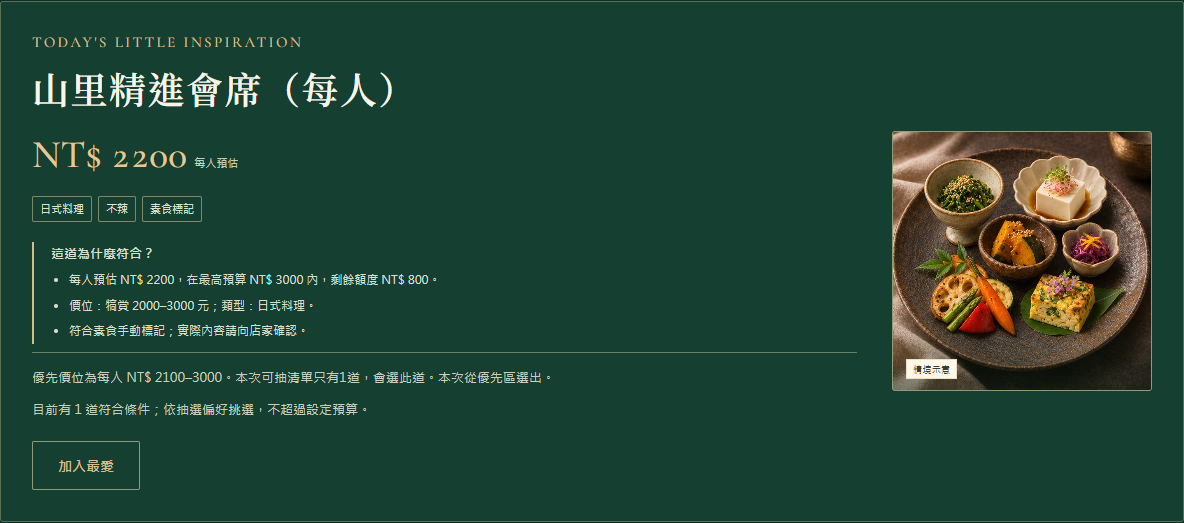 TODAY'S LITTLE INSPIRATION
山里精進會席（每人）
NT$ 2200 每人預估
日式料理 不辣 素食標記
這道為什麼符合？
• 每人預估 NT$ 2200，在最高預算 NT$ 3000 內，剩餘額度 NT$ 800。
• 價位：犒賞 2000–3000 元；類型：日式料理。
• 符合素食手動標記；實際內容請向店家確認。
優先價位為每人 NT$ 2100–3000。本次可抽清單只有1道，會選此道。本次從優先區選出。
目前有 1 道符合條件；依抽選偏好挑選，不超過設定預算。
加入最愛
情境示意